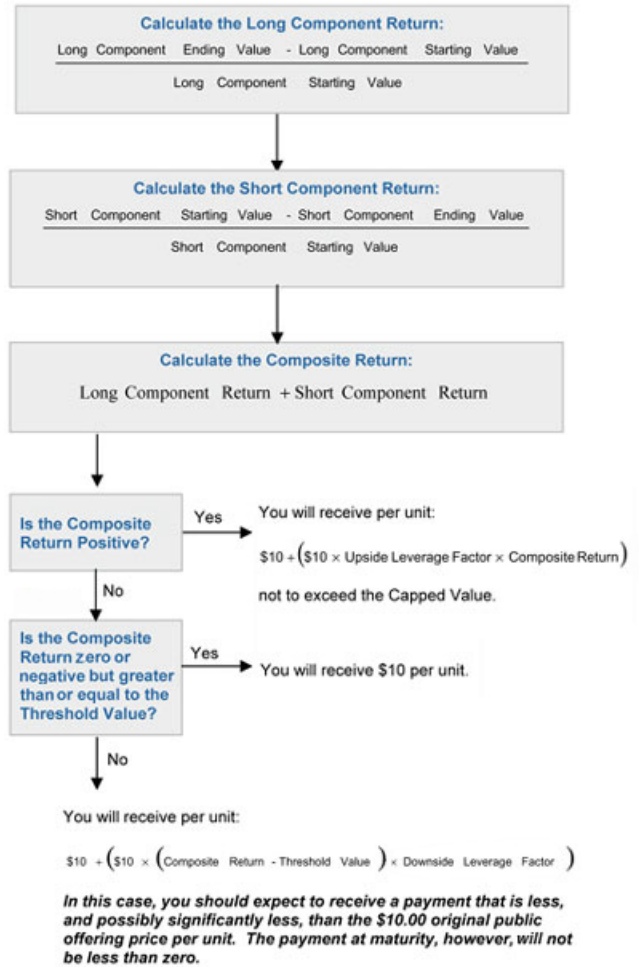 Calculate the Long Component Return:
Long Component Ending Value - Long Component Starting Value
Long Component Starting Value
Calculate the Short Component Return:
Short Component Starting Value - Short Component Ending Value
Short Component Starting Value
Calculate the Composite Return:
Long Component Return + Short Component Return
Is the Composite
Return Positive?
Yes
You will receive per unit:
$10 + ($10 × Upside Leverage Factor × Composite Return)
not to exceed the Capped Value.
No
Is the Composite
Return zero or
negative but greater
than or equal to the
Threshold Value?
Yes
You will receive $10 per unit.
No
You will receive per unit:
$10 + ($10 × (Composite Return - Threshold Value) × Downside Leverage Factor)
In this case, you should expect to receive a payment that is less,
and possibly significantly less, than the $10.00 original public
offering price per unit. The payment at maturity, however, will not
be less than zero.